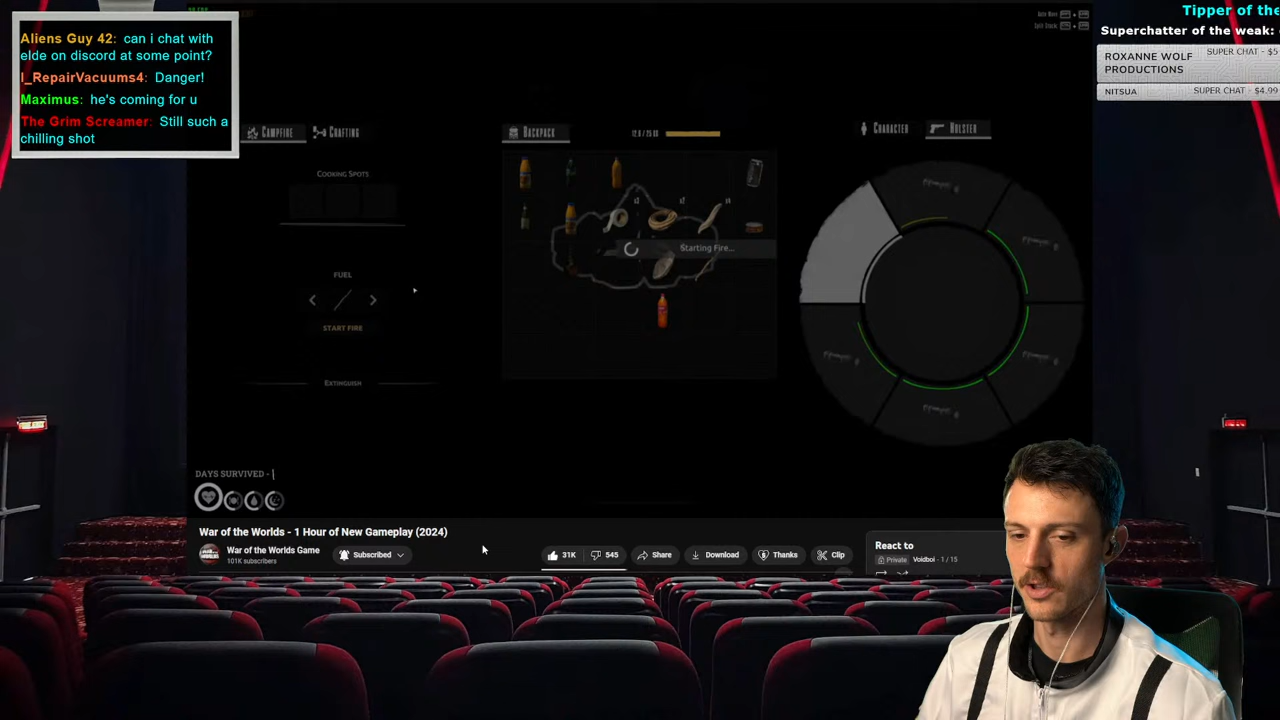 Aliens Guy 42: can i chat with
elde on discord at some point?
I_RepairVacuums4: Danger!
Maximus: he's coming for u
The Grim Screamer: Still such a
chilling shot
Tipper of the
Superchatter of the weak:
ROXANNE WOLF
PRODUCTIONS
SUPER CHAT - $5
NITSUA
SUPER CHAT - $4.99
CAMPFIRE
CRAFTING
BACKPACK
CHARACTER
HOLSTER
COOKING SPOTS
Starting Fire...
FUEL
START FIRE
EXTINGUISH
DAYS SURVIVED -
War of the Worlds - 1 Hour of New Gameplay (2024)
War of the Worlds Game
101K subscribers
Subscribed
31K
545
Share
Download
Thanks
Clip
React to
Private
Voidboi - 1 / 15